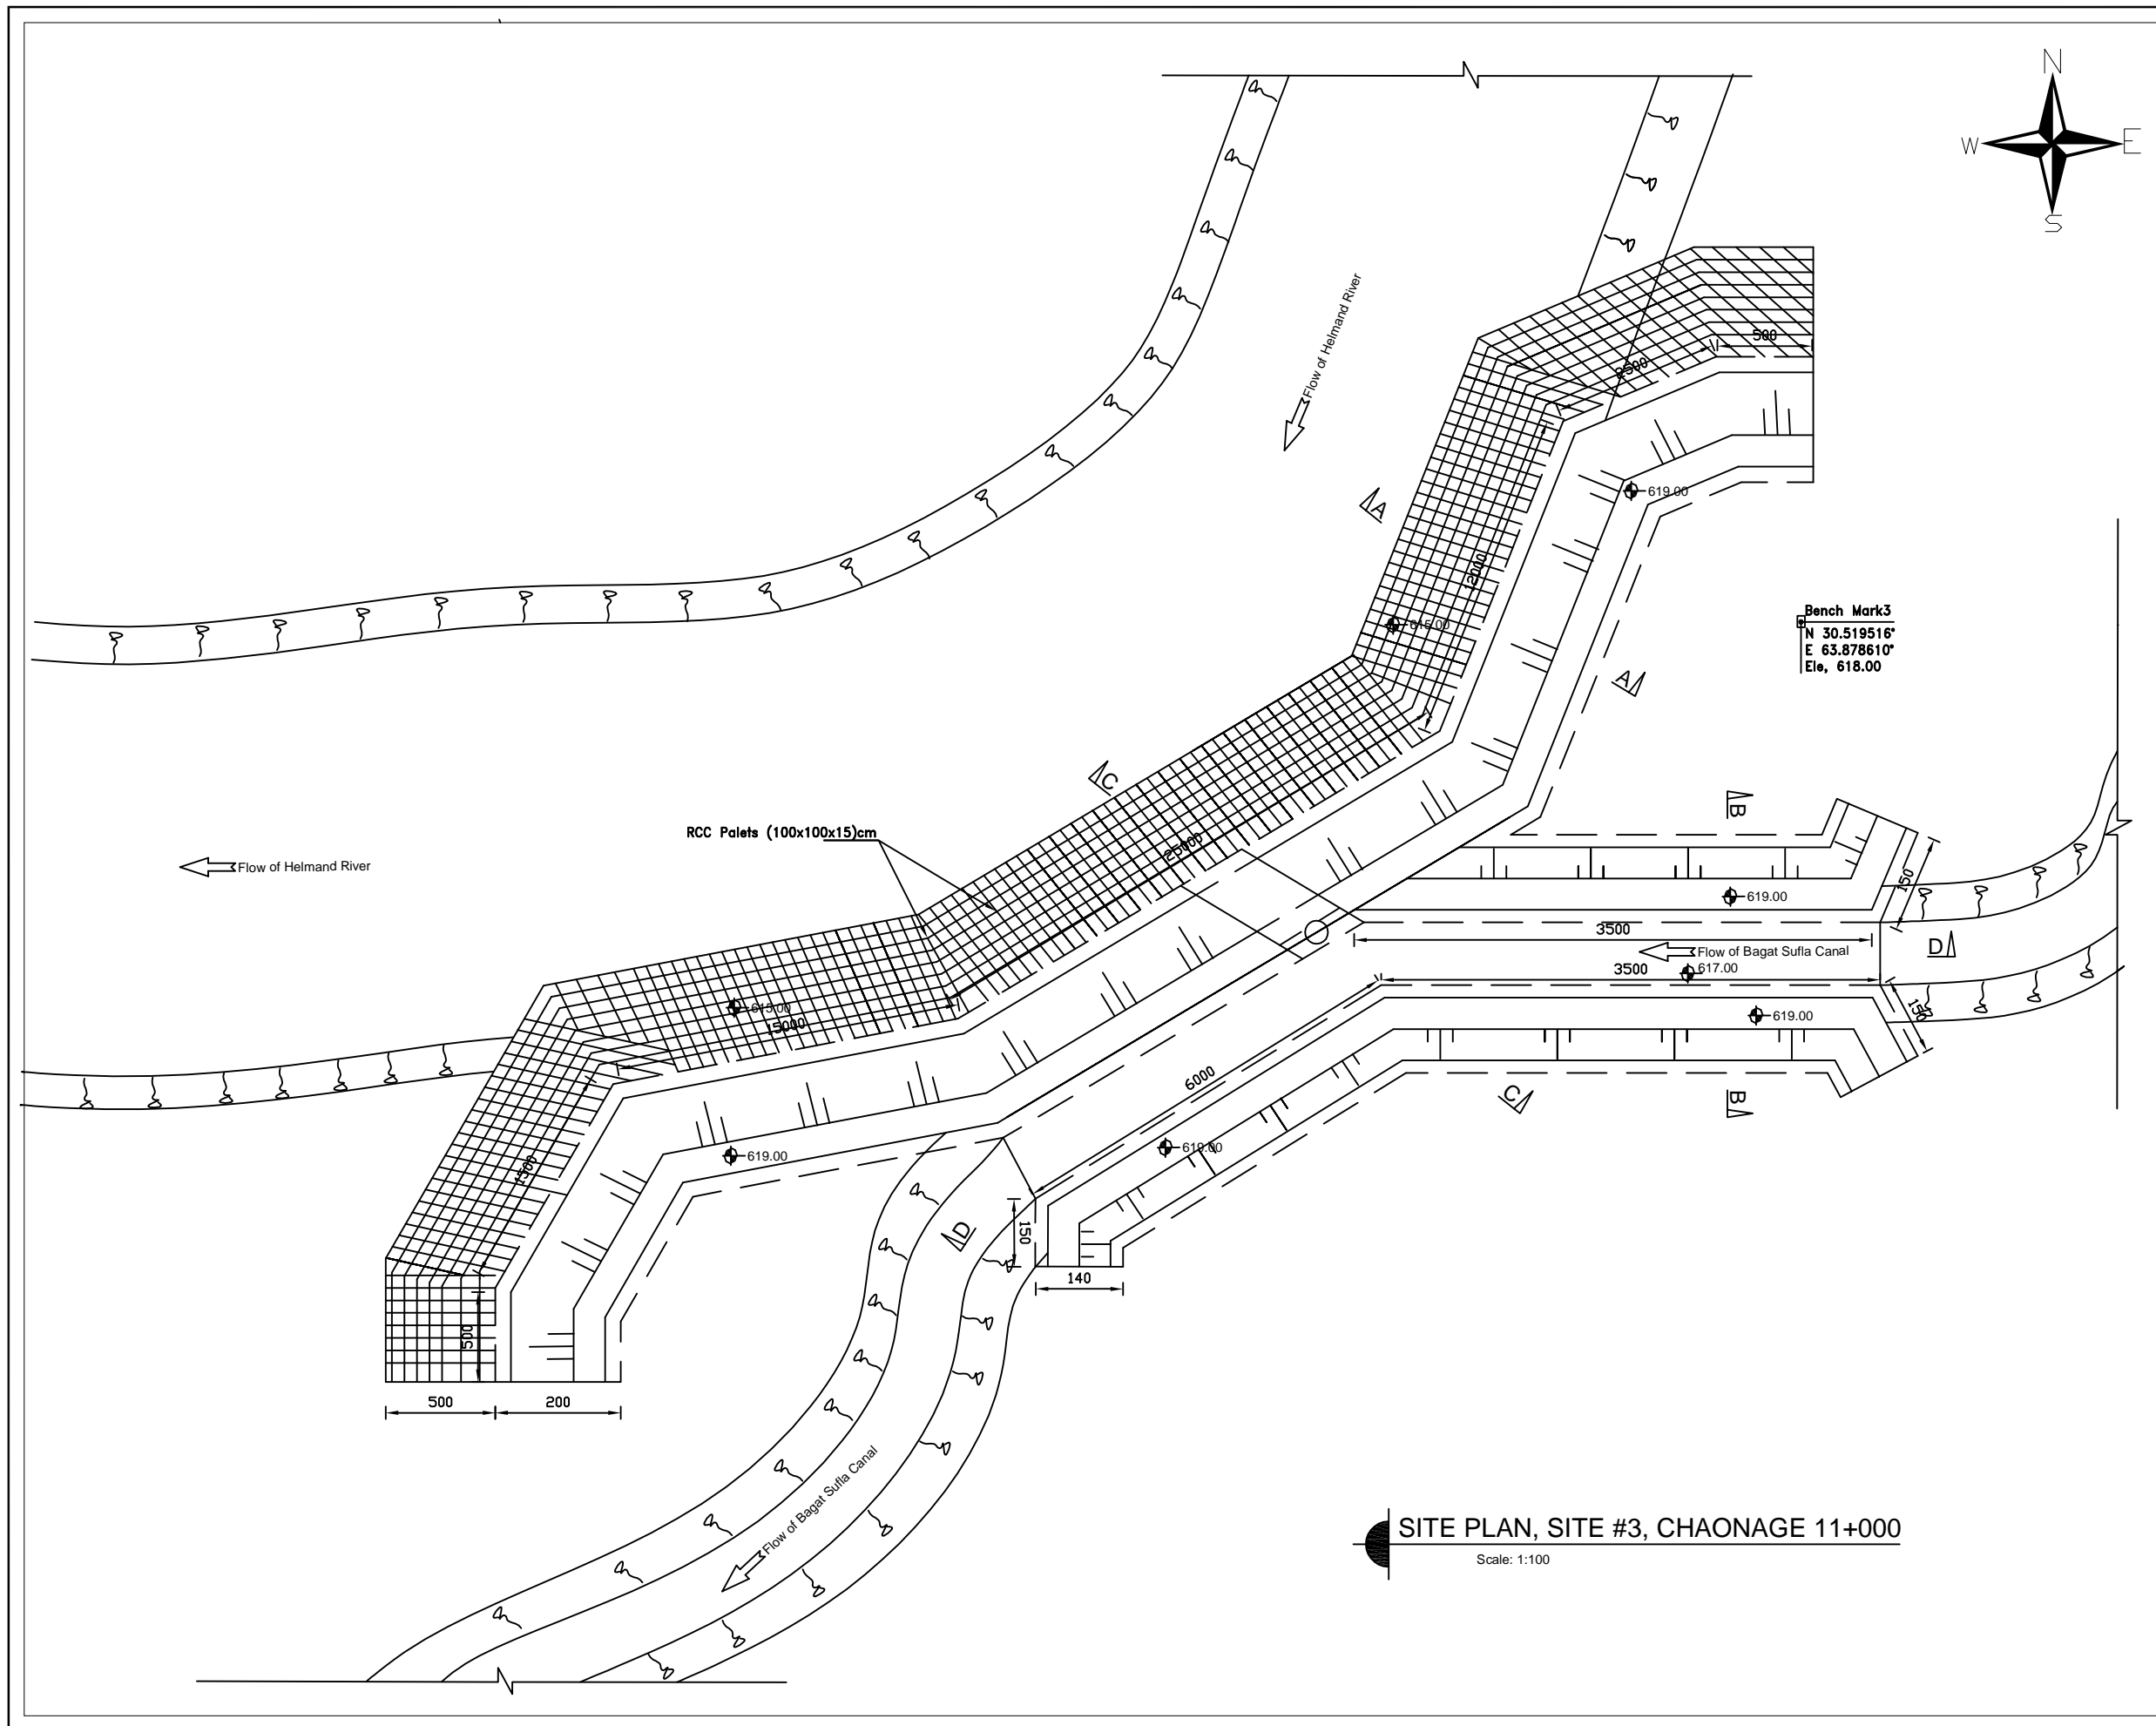 N
W
E
S
Flow of Helmand River
500
2500
A
619.00
12000
615.00
Bench Mark3
N 30.519516°
E 63.878610°
Ele, 618.00
A
C
B
RCC Palets (100x100x15)cm
25000
Flow of Helmand River
619.00
150
3500
Flow of Bagat Sufla Canal
D
3500
617.00
615.00
15000
619.00
150
6000
C
B
619.00
619.00
1500
D
150
140
500
500
200
Flow of Bagat Sufla Canal
SITE PLAN, SITE #3, CHAONAGE 11+000
Scale: 1:100